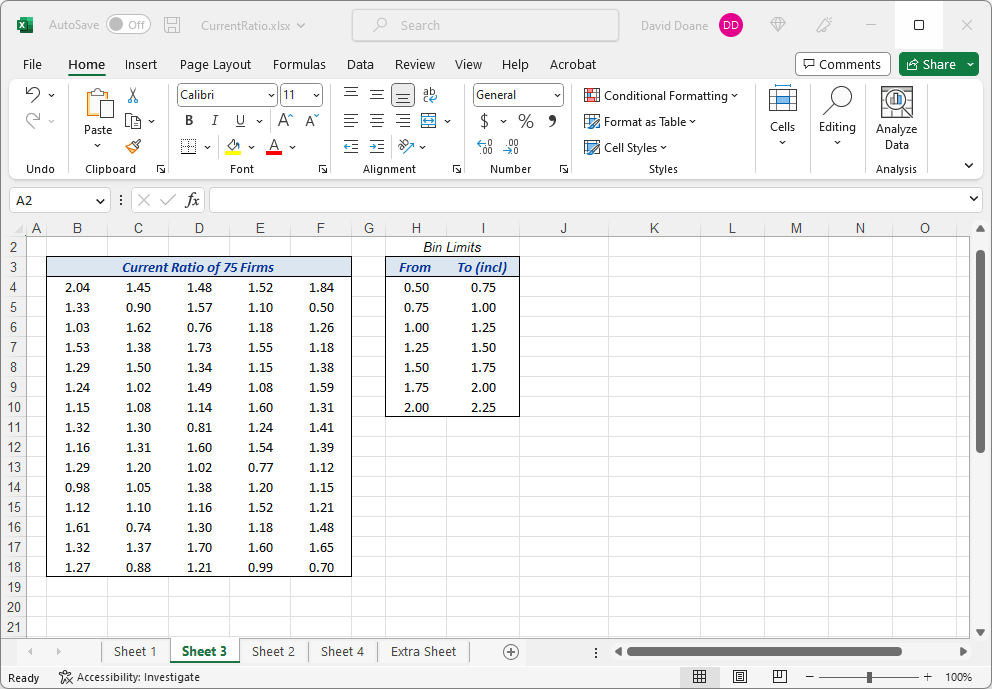 AutoSave Off CurrentRatio.xlsx Search David Doane DD
File Home Insert Page Layout Formulas Data Review View Help Acrobat Comments Share
Calibri 11 ab c General Conditional Formatting
Paste B I U A A $ % Format as Table Cells Editing Analyze Data
A Cell Styles
Undo Clipboard Font Alignment Number Styles Analysis
A2 fx
A B C D E F G H I J K L M N O
2 Bin Limits
3 Current Ratio of 75 Firms From To (incl)
4 2.04 1.45 1.48 1.52 1.84 0.50 0.75
5 1.33 0.90 1.57 1.10 0.50 0.75 1.00
6 1.03 1.62 0.76 1.18 1.26 1.00 1.25
7 1.53 1.38 1.73 1.55 1.18 1.25 1.50
8 1.29 1.50 1.34 1.15 1.38 1.50 1.75
9 1.24 1.02 1.49 1.08 1.59 1.75 2.00
10 1.15 1.08 1.14 1.60 1.31 2.00 2.25
11 1.32 1.30 0.81 1.24 1.41
12 1.16 1.31 1.60 1.54 1.39
13 1.29 1.20 1.02 0.77 1.12
14 0.98 1.05 1.38 1.20 1.15
15 1.12 1.10 1.16 1.52 1.21
16 1.61 0.74 1.30 1.18 1.48
17 1.32 1.37 1.70 1.60 1.65
18 1.27 0.88 1.21 0.99 0.70
19
20
21
Sheet 1 Sheet 3 Sheet 2 Sheet 4 Extra Sheet
Ready Accessibility: Investigate 100%